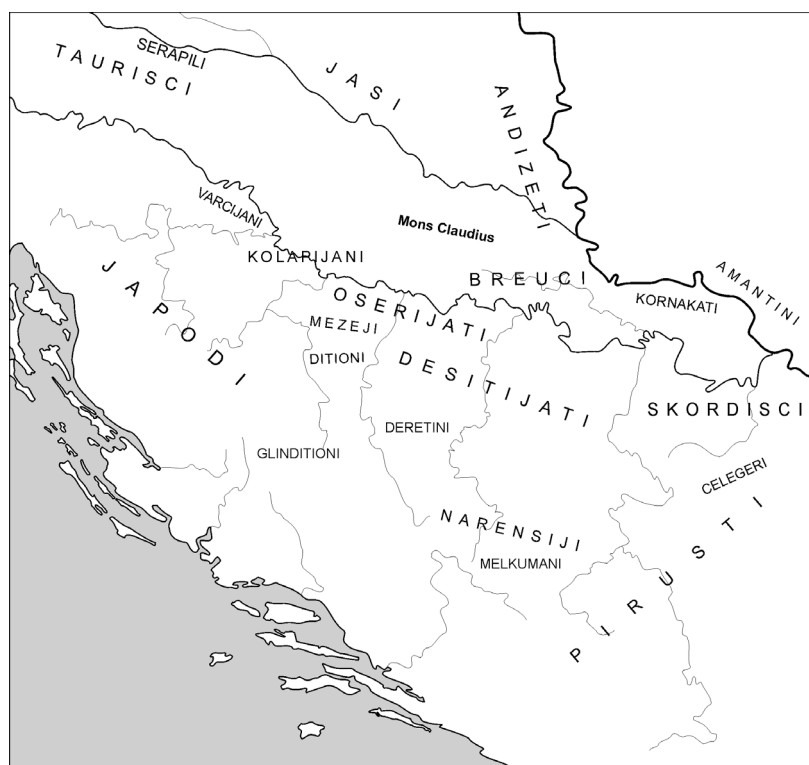 SERAPILI
TAURISCI
JASI
ANDIZETI
VARCIJANI
Mons Claudius
KOLARIJANI
JAPODI
BREUCI
AMANTINI
KORNAKATI
OSERIJATI
MEZEJI
DITIONI
DESITIJATI
SKORDISCI
DERETINI
GLINDITIONI
CELEGERI
NARENSIJI
MELKUMANI
PIRUSTI